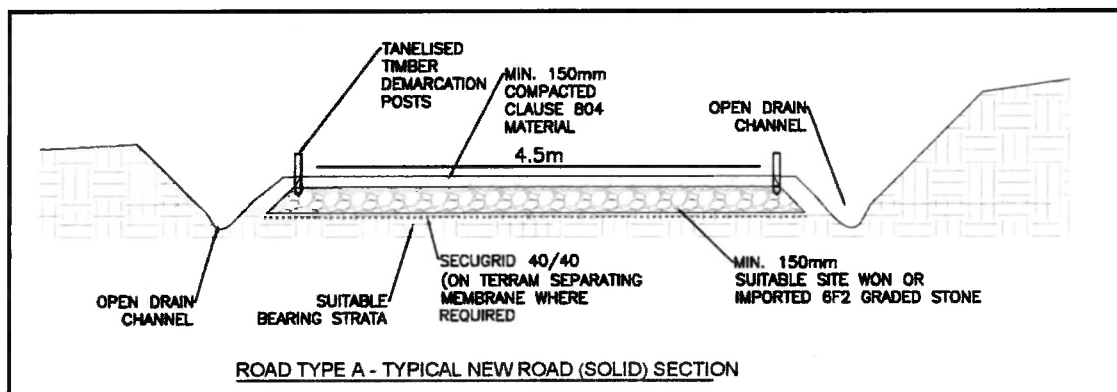 TANELISED
TIMBER
DEMARCATION
POSTS
MIN. 150mm
COMPACTED
CLAUSE 804
MATERIAL
OPEN DRAIN
CHANNEL
4.5m
OPEN DRAIN
CHANNEL
SUITABLE
BEARING STRATA
SECUGRID 40/40
(ON TERRAM SEPARATING
MEMBRANE WHERE
REQUIRED
MIN. 150mm
SUITABLE SITE WON OR
IMPORTED 6F2 GRADED STONE
ROAD TYPE A - TYPICAL NEW ROAD (SOLID) SECTION